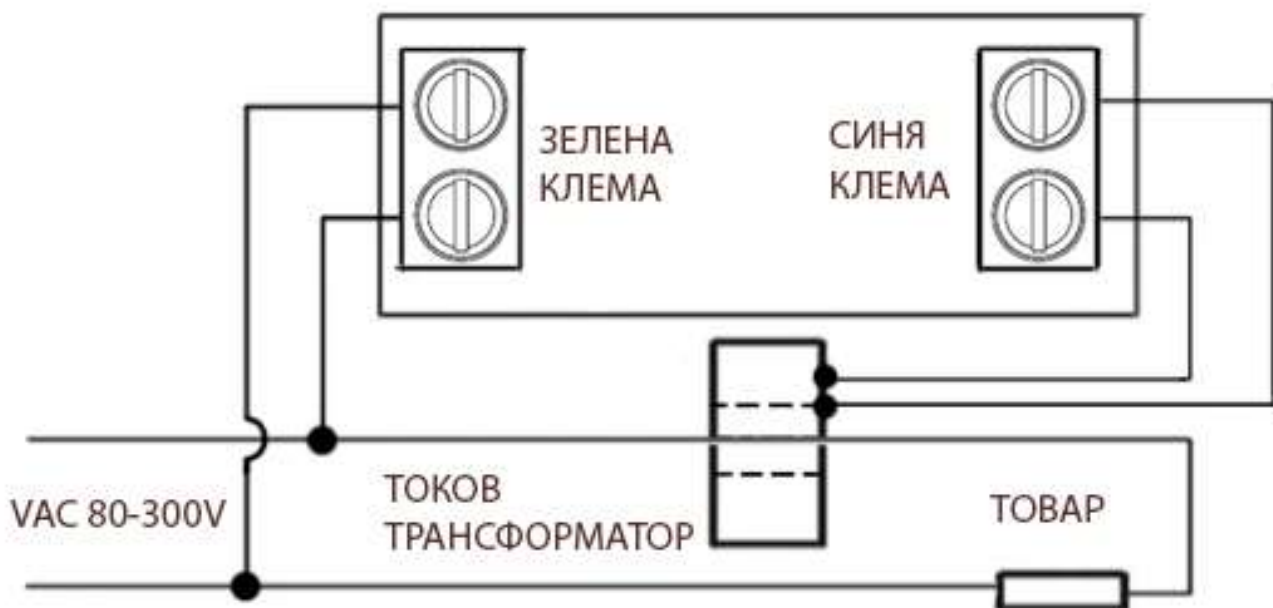 ЗЕЛЕНА
КЛЕМА
СИНЯ
КЛЕМА
VAC 80-300V
ТОКОВ
ТРАНСФОРМАТОР
ТОВАР